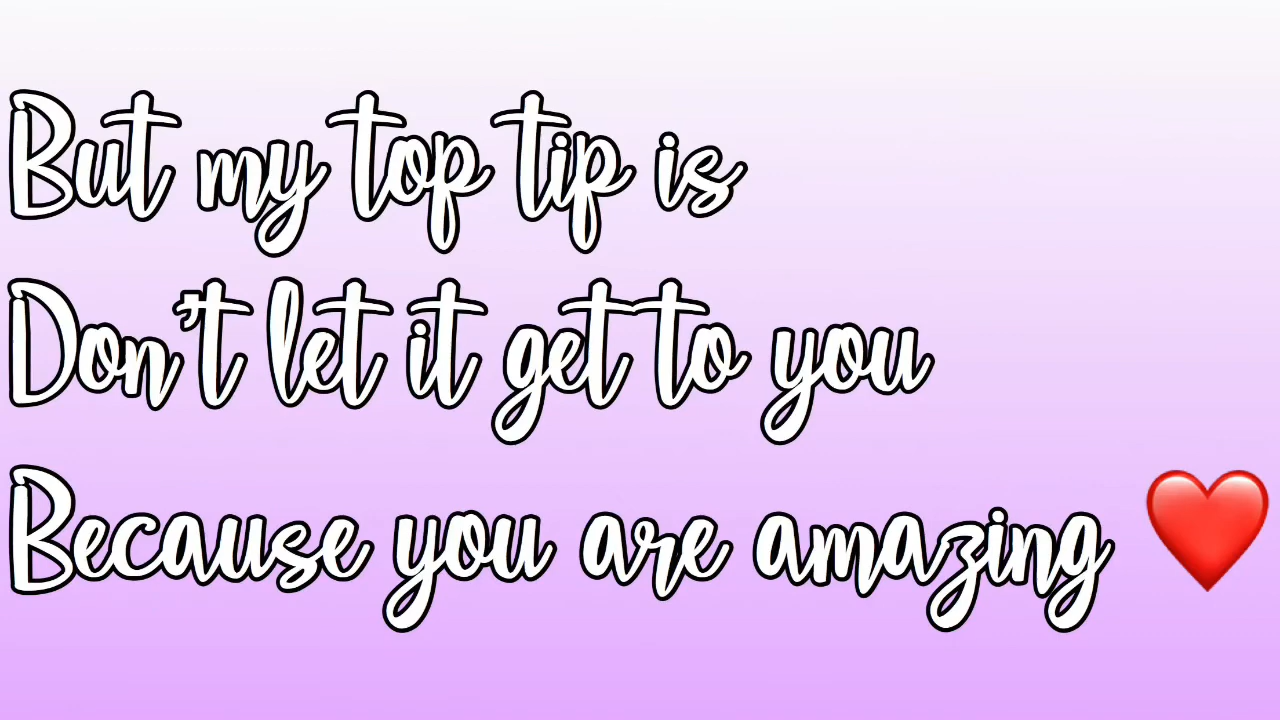 But my top tip is
Don't let it get to you
Because you are amazing ❤️